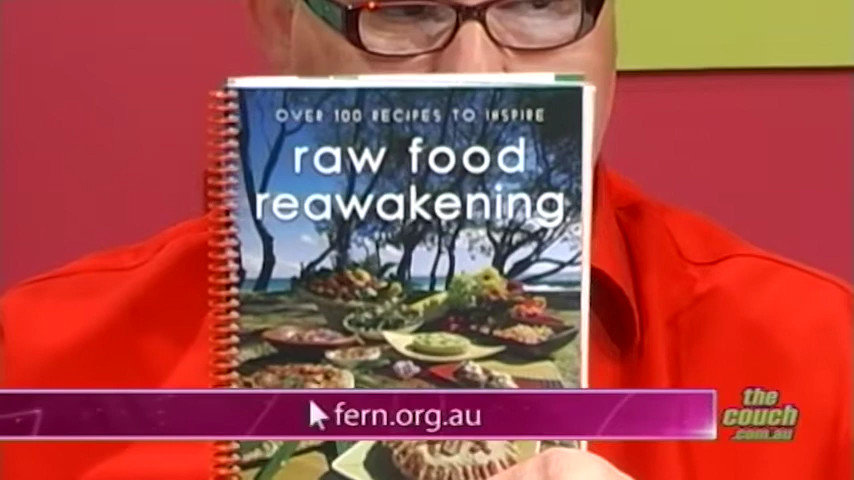 OVER 100 RECIPES TO INSPIRE
raw food
reawakening
fern.org.au
the
couch
.com.au